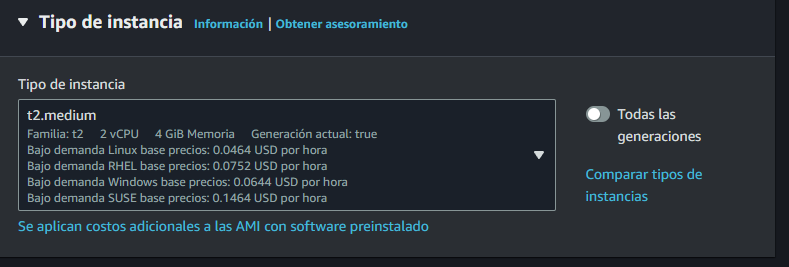 Tipo de instancia Información | Obtener asesoramiento
Tipo de instancia
t2.medium
Familia: t2 2 vCPU 4 GiB Memoria Generación actual: true
Bajo demanda Linux base precios: 0.0464 USD por hora
Bajo demanda RHEL base precios: 0.0752 USD por hora
Bajo demanda Windows base precios: 0.0644 USD por hora
Bajo demanda SUSE base precios: 0.1464 USD por hora
Todas las
generaciones
Comparar tipos de
instancias
Se aplican costos adicionales a las AMI con software preinstalado